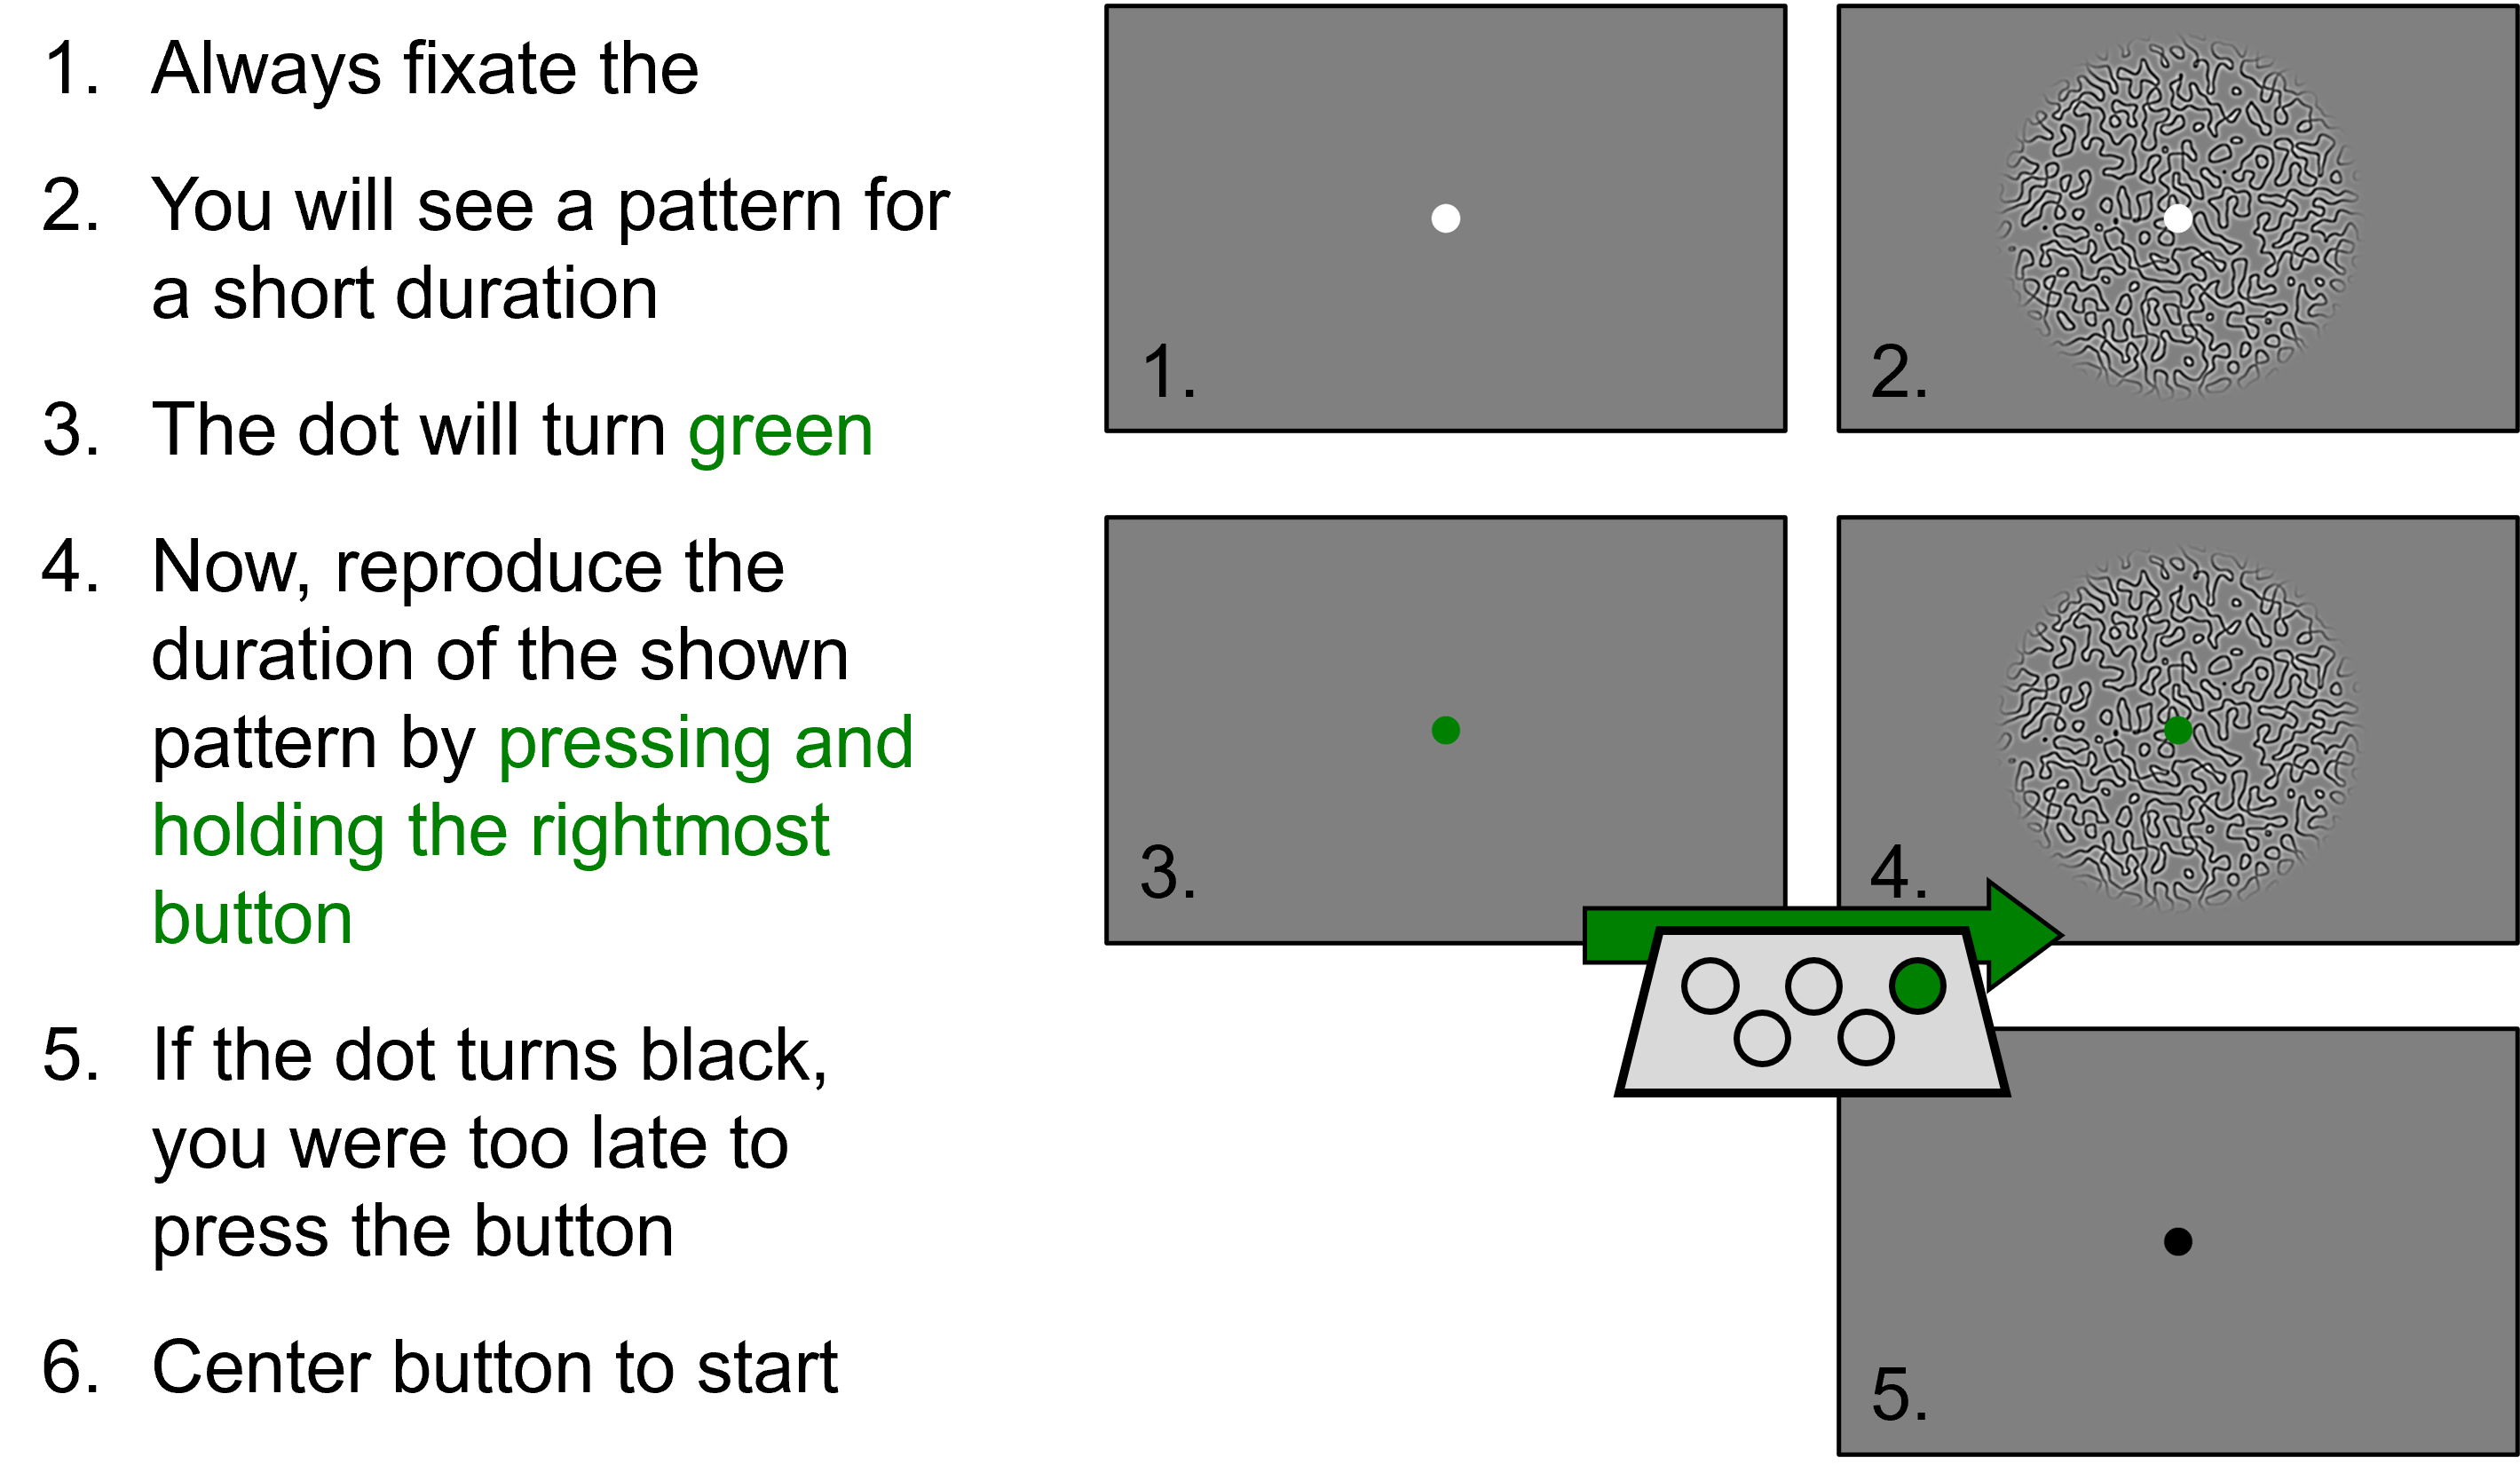 1. Always fixate the
2. You will see a pattern for
a short duration
3. The dot will turn green
4. Now, reproduce the
duration of the shown
pattern by pressing and
holding the rightmost
button
5. If the dot turns black,
you were too late to
press the button
6. Center button to start
1.
2.
3.
4.
5.